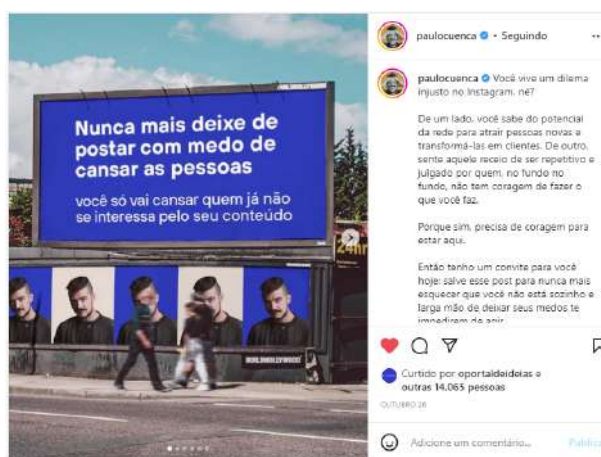 Nunca mais deixe de
postar com medo de
cansar as pessoas
você só vai cansar quem já não
se interessa pelo seu conteúdo
24hr
paulocuenca • Seguindo
paulocuenca Você vive um dilema
injusto no Instagram, né?
De um lado, você sabe do potencial
da rede para atrair pessoas novas e
transformá-las em clientes. De outro,
sente aquele receio de ser repetitivo e
julgado por quem, no fundo no
fundo, não tem coragem de fazer o
que você faz.
Porque sim, precisa de coragem para
estar aqui.
Então tenho um convite para você
hoje: salve esse post para nunca mais
esquecer que você não está sozinho e
larga mão de deixar seus medos te
impedirem de agir
Curtido por oportaldeideias e
outras 14.065 pessoas
OUTUBRO 26
Adicione um comentário...
Publicar